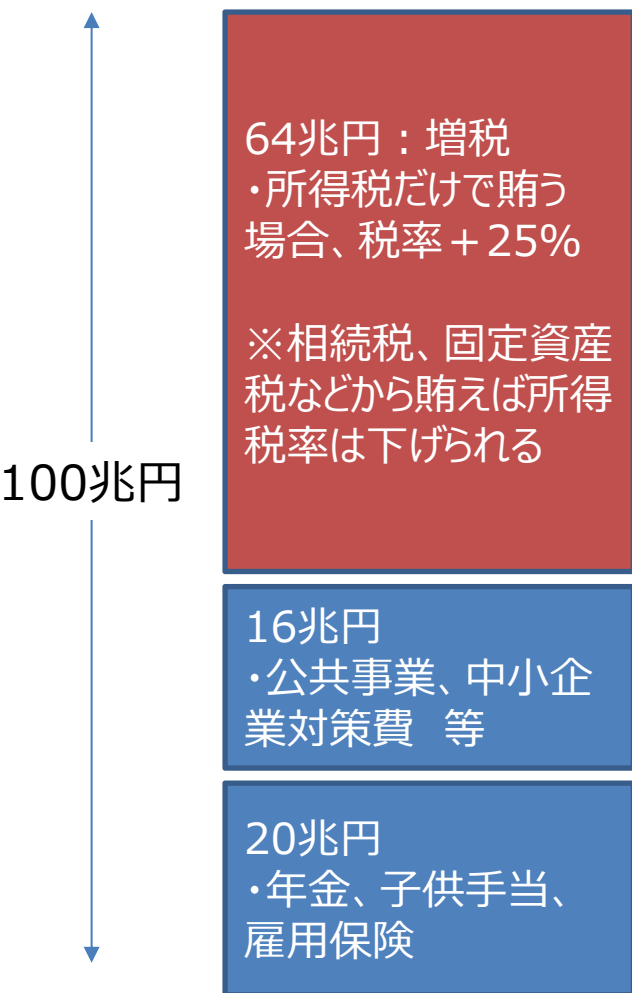 64兆円：増税
・所得税だけで賄う
場合、税率＋25%
※相続税、固定資産
税などから賄えば所得
税率は下げられる
100兆円
16兆円
・公共事業、中小企
業対策費　等
20兆円
・年金、子供手当、
雇用保険